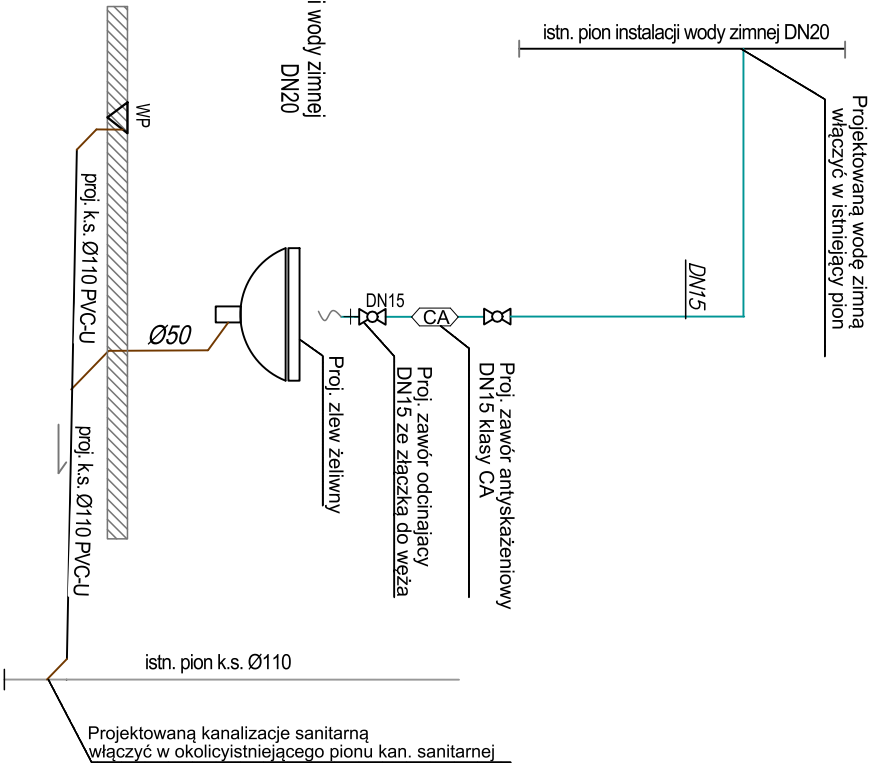 istn. pion instalacji wody zimnej DN20
Projektowaną wodę zimną
włączyć w istniejący pion
i wody zimnej
DN20
WP
proj. k.s. Ø110 PVC-U
Ø50
DN15
CA
DN15
Proj. zlew żeliwny
Proj. zawór odcinajacy
DN15 ze złączką do węża
Proj. zawór antyskażeniowy
DN15 klasy CA
proj. k.s. Ø110 PVC-U
istn. pion k.s. Ø110
Projektowaną kanalizacje sanitarną
włączyć w okolicyistniejącego pionu kan. sanitarnej